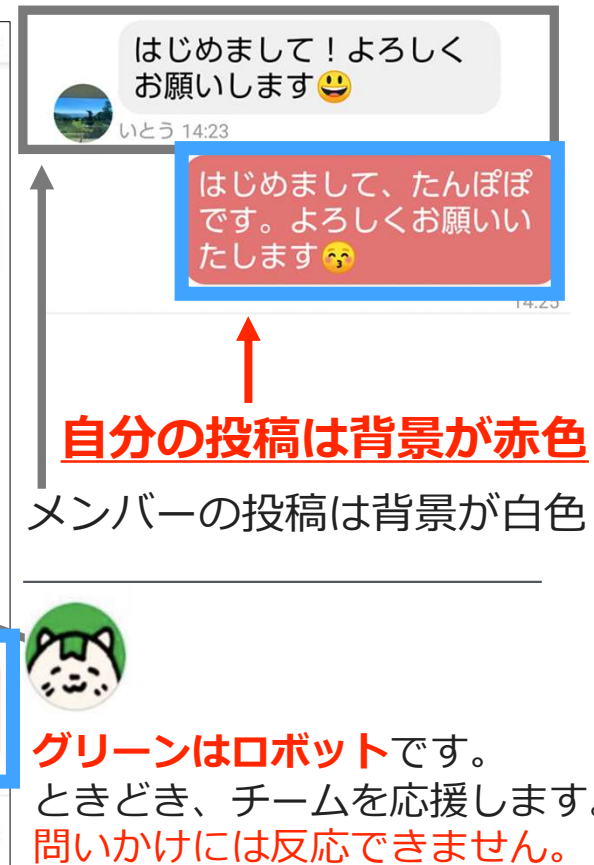 はじめまして！よろしく
お願いします😃
いとう 14:23
はじめまして、たんぽぽ
です。よろしくお願いい
たします😙
14:25
自分の投稿は背景が赤色
メンバーの投稿は背景が白色
グリーンはロボットです。
ときどき、チームを応援します。
問いかけには反応できません。